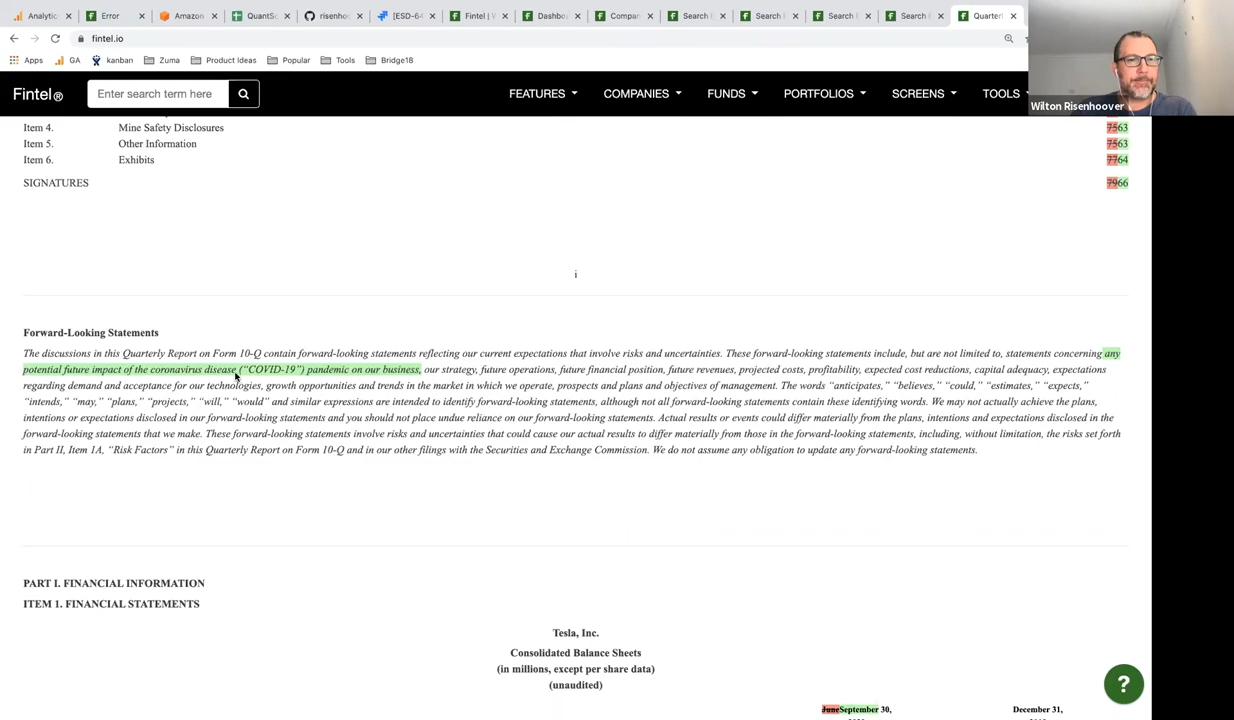 Analytic
Error
Amazon
QuantSc
risenhoo
[ESD-64
Fintel | W
Dashbo
Compan
Search
Search
Search
Search
Quarterl
fintel.io
Apps
GA
kanban
Zuma
Product Ideas
Popular
Tools
Bridge18
Fintel®
Enter search term here
FEATURES
COMPANIES
FUNDS
PORTFOLIOS
SCREENS
TOOLS
Wilton Risenhoover
Item 4. Mine Safety Disclosures 7563
Item 5. Other Information 7563
Item 6. Exhibits 7764
SIGNATURES 7966
i
Forward-Looking Statements
The discussions in this Quarterly Report on Form 10-Q contain forward-looking statements reflecting our current expectations that involve risks and uncertainties. These forward-looking statements include, but are not limited to, statements concerning any
potential future impact of the coronavirus disease (“COVID-19”) pandemic on our business, our strategy, future operations, future financial position, future revenues, projected costs, profitability, expected cost reductions, capital adequacy, expectations
regarding demand and acceptance for our technologies, growth opportunities and trends in the market in which we operate, prospects and plans and objectives of management. The words “anticipates,” “believes,” “could,” “estimates,” “expects,”
“intends,” “may,” “plans,” “projects,” “will,” “would” and similar expressions are intended to identify forward-looking statements, although not all forward-looking statements contain these identifying words. We may not actually achieve the plans,
intentions or expectations disclosed in our forward-looking statements and you should not place undue reliance on our forward-looking statements. Actual results or events could differ materially from the plans, intentions and expectations disclosed in the
forward-looking statements that we make. These forward-looking statements involve risks and uncertainties that could cause our actual results to differ materially from those in the forward-looking statements, including, without limitation, the risks set forth
in Part II, Item 1A, “Risk Factors” in this Quarterly Report on Form 10-Q and in our other filings with the Securities and Exchange Commission. We do not assume any obligation to update any forward-looking statements.
PART I. FINANCIAL INFORMATION
ITEM 1. FINANCIAL STATEMENTS
Tesla, Inc.
Consolidated Balance Sheets
(in millions, except per share data)
(unaudited)
JuneSeptember 30, December 31,
?